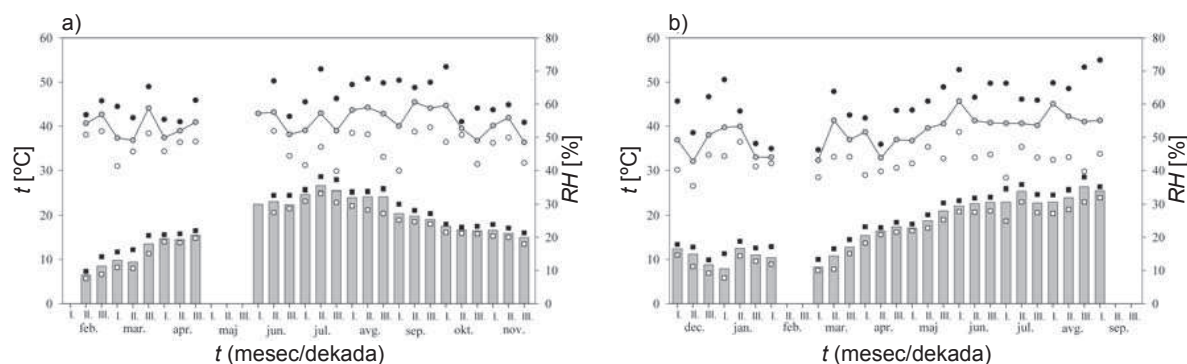 a)
60
50
40
30
20
10
0
t [ºC]
80
70
60
50
40
30
20
10
0
RH [%]
I. II. III. I. II. III. I. II. III. I. II. III. I. II. III. I. II. III. I. II. III. I. II. III. I. II. III. I. II. III.
feb. mar. apr. maj jun. jul. avg. sep. okt. nov.
t (mesec/dekada)
b)
60
50
40
30
20
10
0
t [ºC]
80
70
60
50
40
30
20
10
0
RH [%]
I. II. III. I. II. III. I. II. III. I. II. III. I. II. III. I. II. III. I. II. III. I. II. III. I. II. III. I. II. III.
dec. jan. feb. mar. apr. maj jun. jul. avg. sep.
t (mesec/dekada)